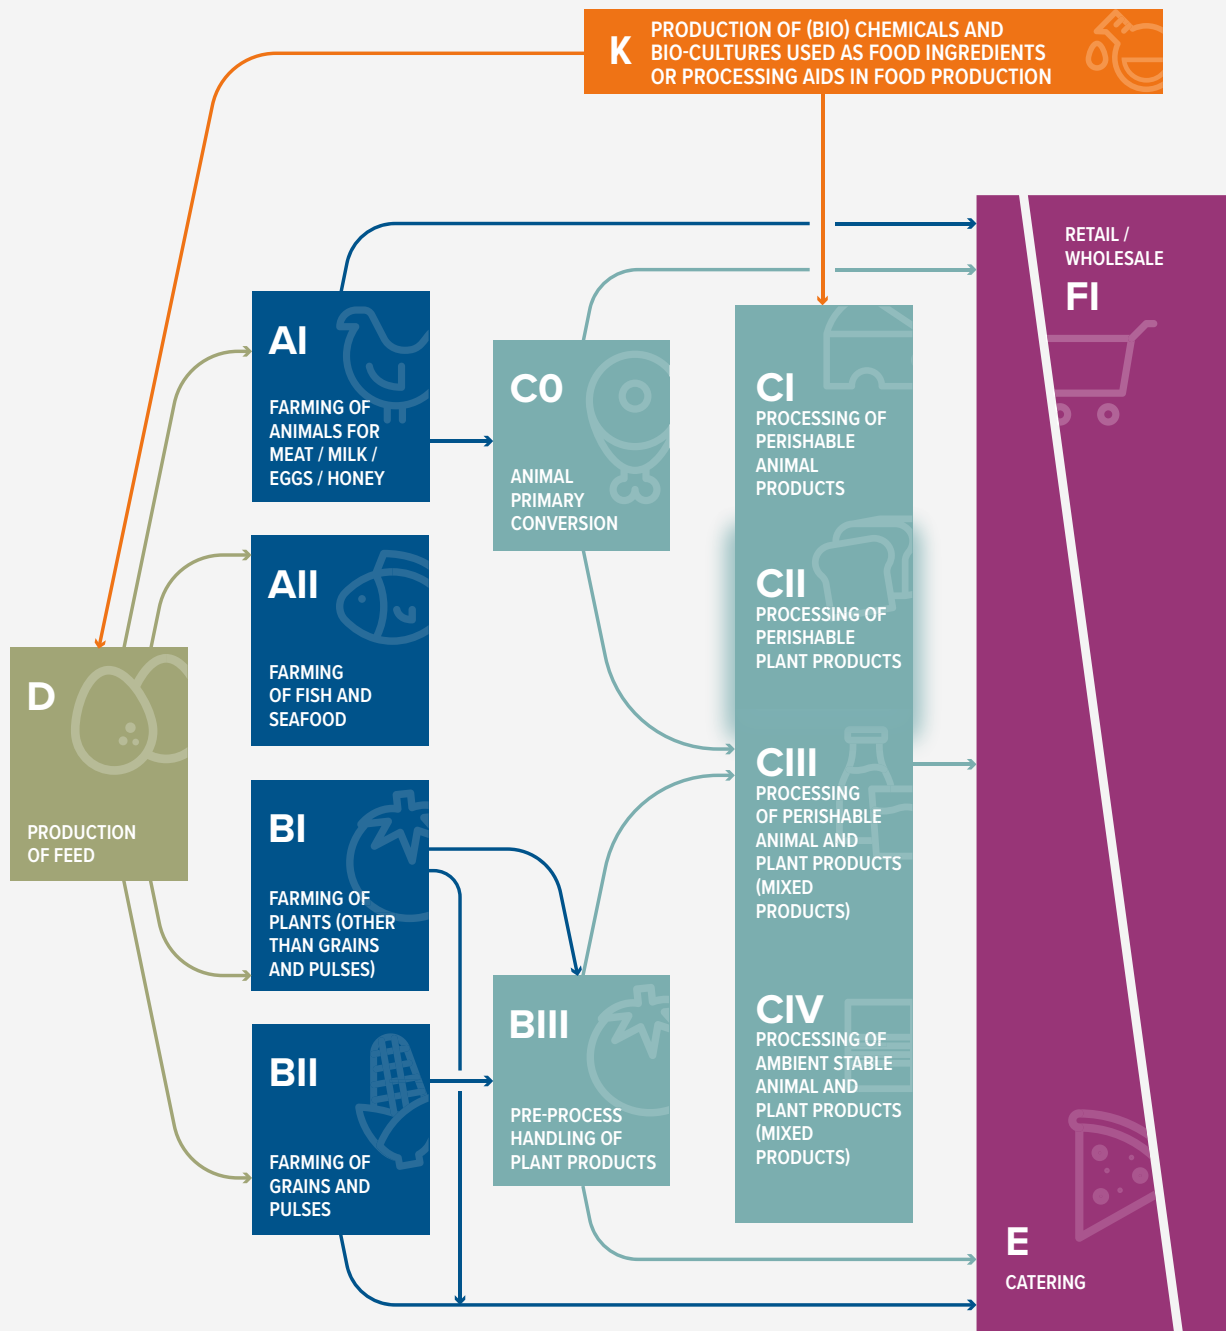 K
PRODUCTION OF (BIO) CHEMICALS AND
BIO-CULTURES USED AS FOOD INGREDIENTS
OR PROCESSING AIDS IN FOOD PRODUCTION
RETAIL /
WHOLESALE
FI
AI
FARMING OF
ANIMALS FOR
MEAT / MILK /
EGGS / HONEY
C0
ANIMAL
PRIMARY
CONVERSION
CI
PROCESSING OF
PERISHABLE
ANIMAL
PRODUCTS
AII
FARMING
OF FISH AND
SEAFOOD
CII
PROCESSING OF
PERISHABLE
PLANT PRODUCTS
D
PRODUCTION
OF FEED
BI
FARMING OF
PLANTS (OTHER
THAN GRAINS
AND PULSES)
CIII
PROCESSING
OF PERISHABLE
ANIMAL AND
PLANT PRODUCTS
(MIXED
PRODUCTS)
BII
FARMING OF
GRAINS AND
PULSES
BIII
PRE-PROCESS
HANDLING OF
PLANT PRODUCTS
CIV
PROCESSING OF
AMBIENT STABLE
ANIMAL AND
PLANT PRODUCTS
(MIXED
PRODUCTS)
E
CATERING